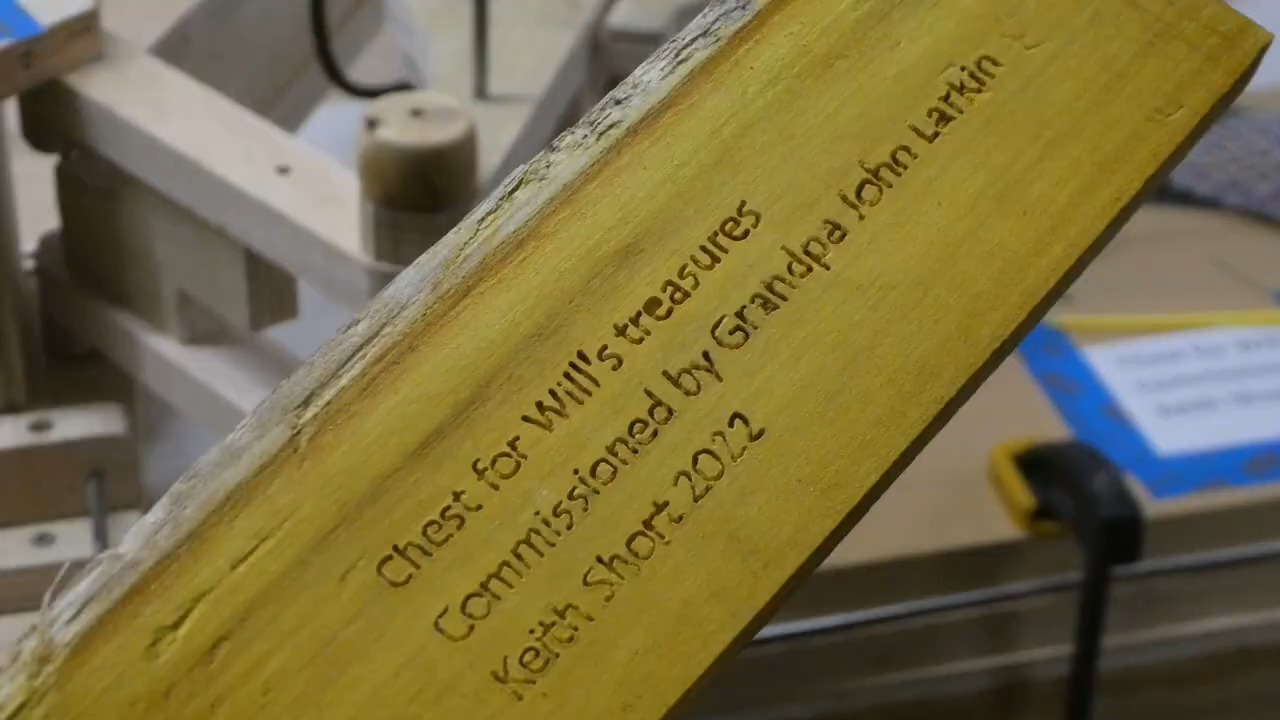 Chest for Will's treasures
Commissioned by Grandpa John Larkin
Keith Short 2022